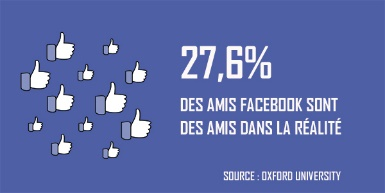 27,6%
DES AMIS FACEBOOK SONT
DES AMIS DANS LA RÉALITÉ
SOURCE : OXFORD UNIVERSITY